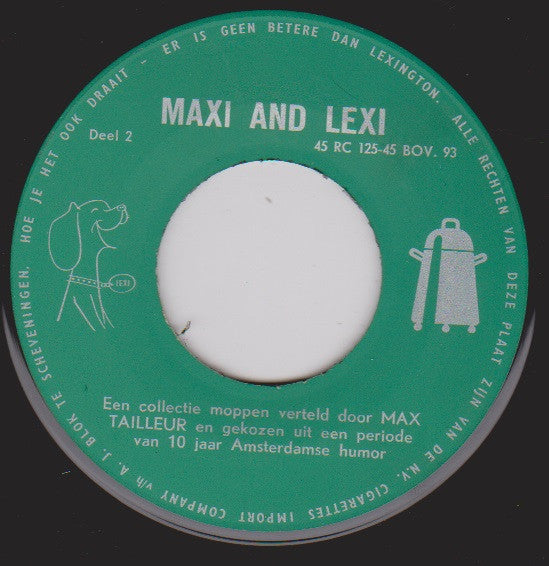 HOE JE HET OOK DRAAIT - ER IS GEEN BETERE DAN LEXINGTON. ALLE RECHTEN VAN DEZE PLAAT ZIJN VAN DE N.V. CIGARETTES IMPORT COMPANY v/h A. J. BLOK TE SCHEVENINGEN.
MAXI AND LEXI
Deel 2
45 RC 125-45 BOV. 93
LEXI
Een collectie moppen verteld door MAX
TAILLEUR en gekozen uit een periode
van 10 jaar Amsterdamse humor